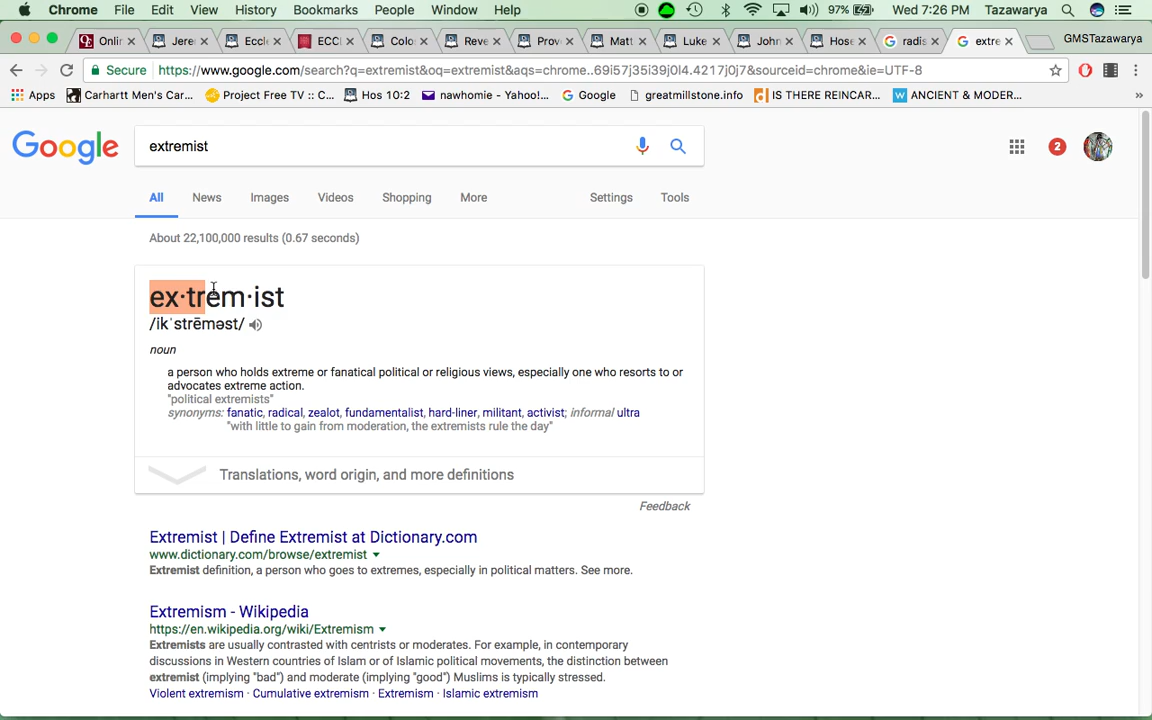 Chrome File Edit View History Bookmarks People Window Help 97% Wed 7:26 PM Tazawarya
Onlir Jerer Eccle ECCL Colo Reve Prov Matt Luke John Hose radis extre GMSTazawarya
Secure https://www.google.com/search?q=extremist&oq=extremist&aqs=chrome..69i57j35i39j0l4.4217j0j7&sourceid=chrome&ie=UTF-8
Apps Carhartt Men's Car... Project Free TV :: C... Hos 10:2 nawhomie - Yahoo!... Google greatmillstone.info IS THERE REINCAR... ANCIENT & MODER... »
Google extremist 2
All News Images Videos Shopping More Settings Tools
About 22,100,000 results (0.67 seconds)
ex·trem·ist
/ikˈstrēməst/
noun
a person who holds extreme or fanatical political or religious views, especially one who resorts to or
advocates extreme action.
"political extremists"
synonyms: fanatic, radical, zealot, fundamentalist, hard-liner, militant, activist; informal ultra
"with little to gain from moderation, the extremists rule the day"
Translations, word origin, and more definitions
Feedback
Extremist | Define Extremist at Dictionary.com
www.dictionary.com/browse/extremist
Extremist definition, a person who goes to extremes, especially in political matters. See more.
Extremism - Wikipedia
https://en.wikipedia.org/wiki/Extremism
Extremists are usually contrasted with centrists or moderates. For example, in contemporary
discussions in Western countries of Islam or of Islamic political movements, the distinction between
extremist (implying "bad") and moderate (implying "good") Muslims is typically stressed.
Violent extremism · Cumulative extremism · Extremism · Islamic extremism